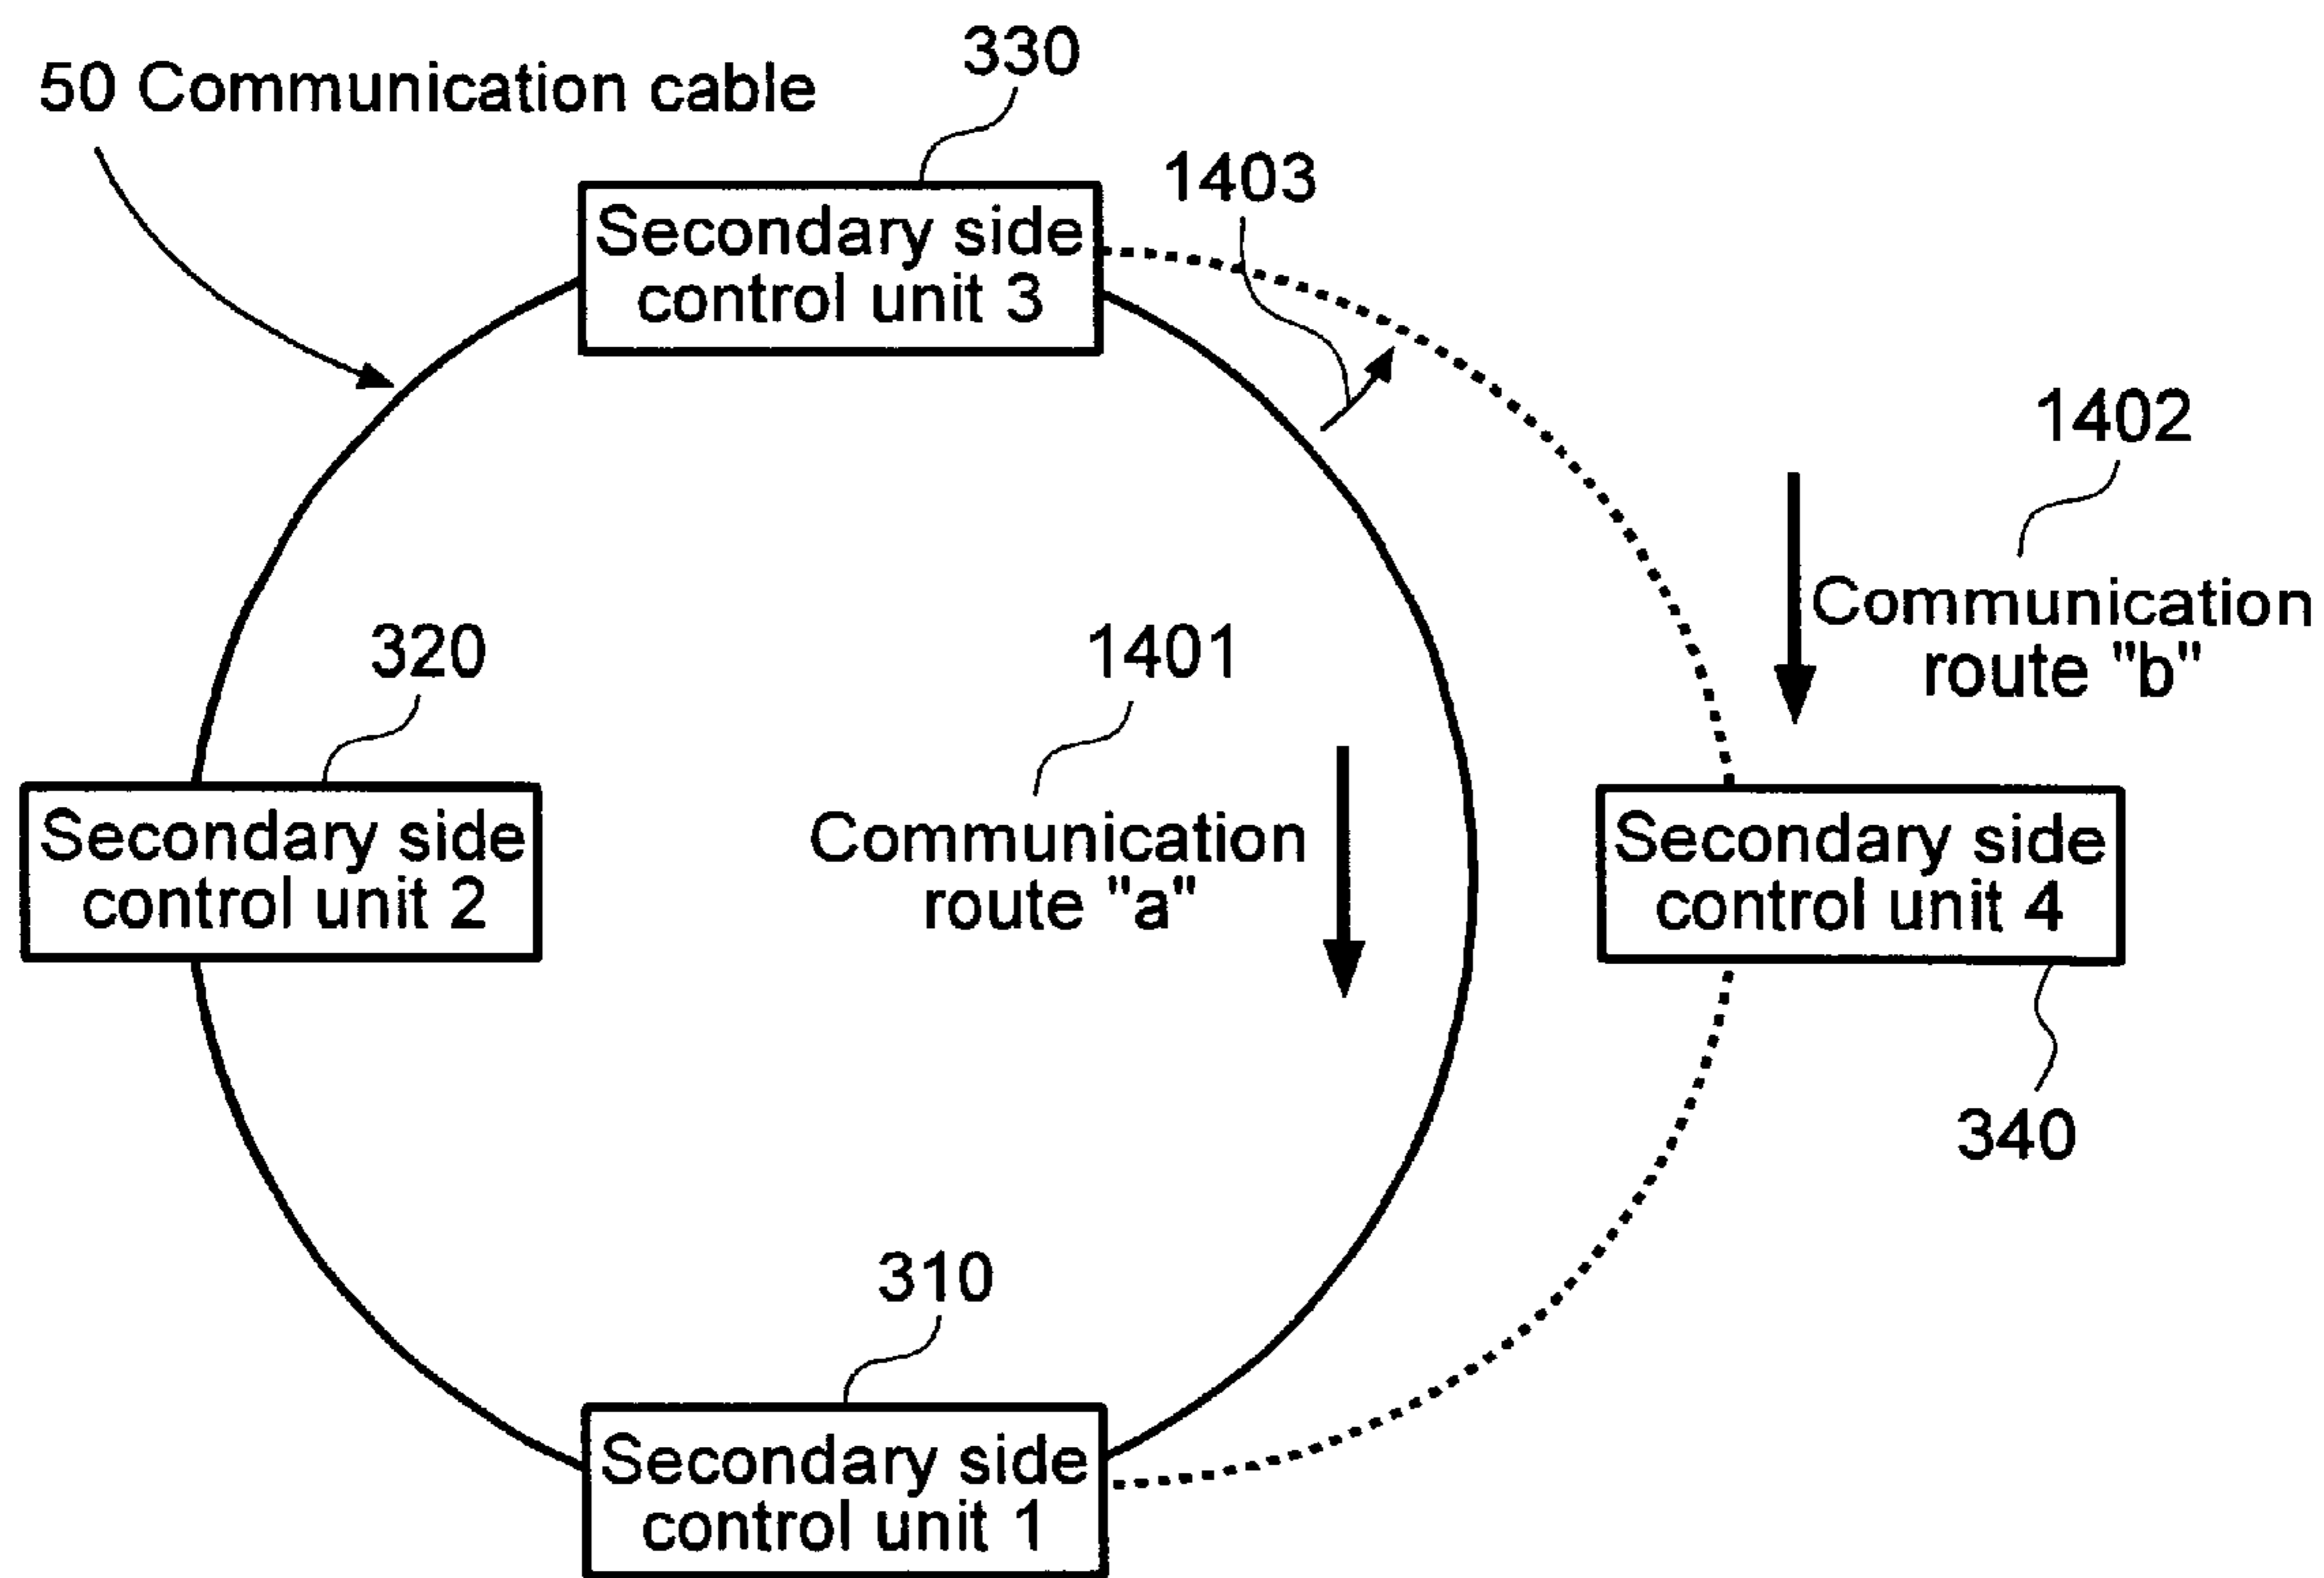 330
50 Communication cable
1403
Secondary side
control unit 3
1402
Communication
route "b"
320
1401
Secondary side
control unit 2
Communication
route "a"
Secondary side
control unit 4
340
310
Secondary side
control unit 1